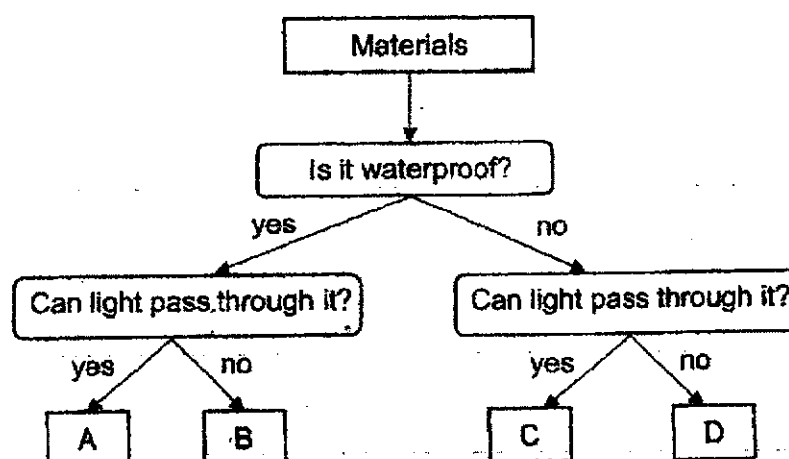 Materials
Is it waterproof?
yes
no
Can light pass through it?
Can light pass through it?
yes
no
yes
no
A
B
C
D